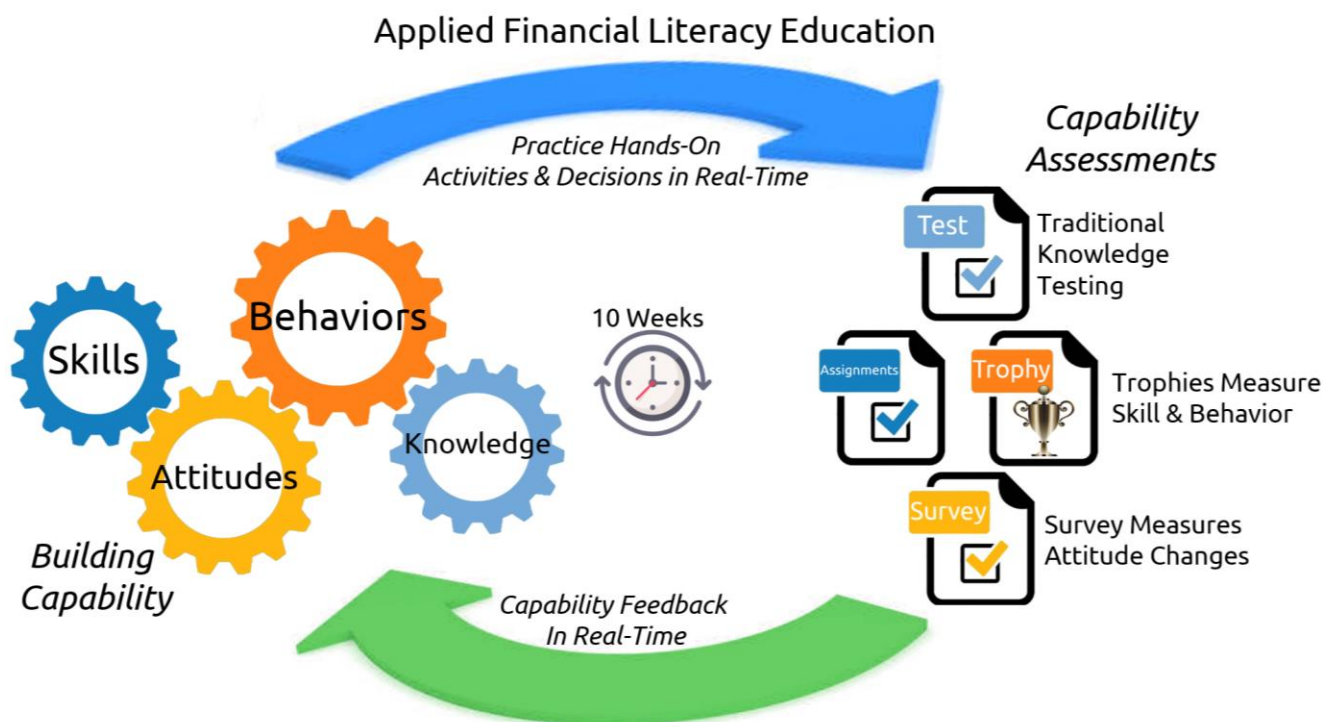 Applied Financial Literacy Education
Practice Hands-On
Activities & Decisions in Real-Time
Capability
Assessments
Test
Traditional
Knowledge
Testing
Behaviors
Skills
10 Weeks
Assignments
Trophy
Trophies Measure
Skill & Behavior
Knowledge
Attitudes
Survey
Survey Measures
Attitude Changes
Building
Capability
Capability Feedback
In Real-Time